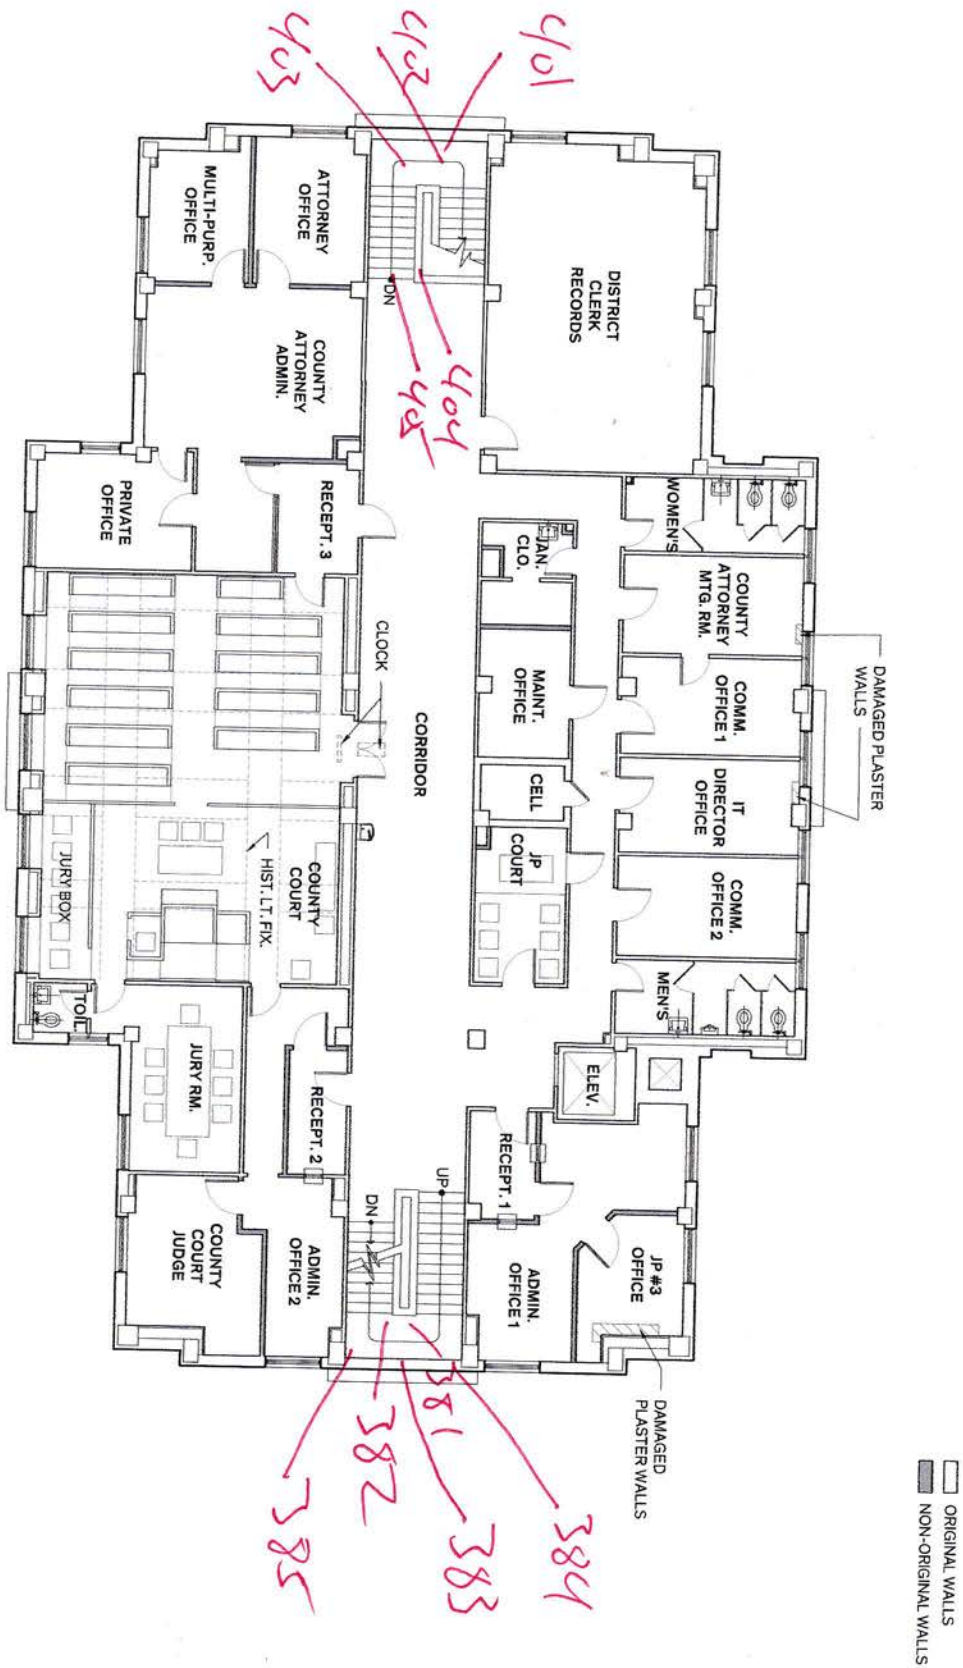 401
402
403
ATTORNEY
OFFICE
MULTI-PURP.
OFFICE
DN
404
405
DISTRICT
CLERK
RECORDS
COUNTY
ATTORNEY
ADMIN.
PRIVATE
OFFICE
RECEPT. 3
WOMEN'S
JAN.
CLO.
COUNTY
ATTORNEY
MTG. RM.
DAMAGED PLASTER
WALLS
CLOCK
CORRIDOR
MAINT.
OFFICE
COMM.
OFFICE 1
CELL
IT
DIRECTOR
OFFICE
JP
COURT
COMM.
OFFICE 2
JURY BOX
HIST. LT. FIX.
COUNTY
COURT
MEN'S
TOIL.
JURY RM.
RECEPT. 2
ELEV.
RECEPT. 1
UP
DN
COUNTY
COURT
JUDGE
ADMIN.
OFFICE 2
ADMIN.
OFFICE 1
JP #3
OFFICE
DAMAGED
PLASTER WALLS
381
382
383
384
385
ORIGINAL WALLS
NON-ORIGINAL WALLS